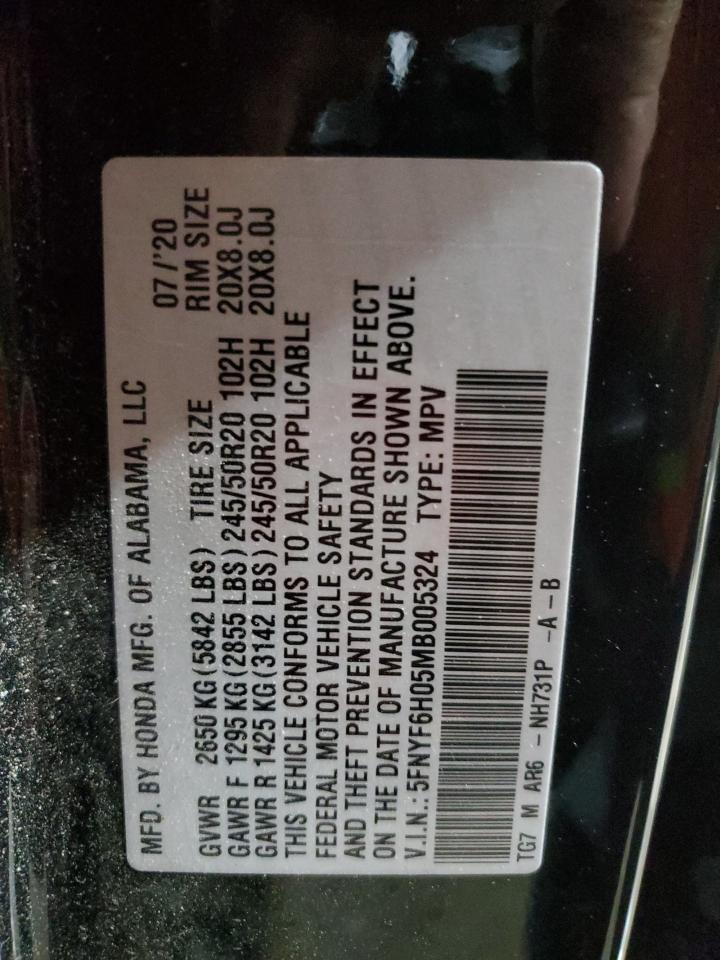 MFD. BY HONDA MFG. OF ALABAMA, LLC 07/'20
GVWR 2650 KG (5842 LBS) TIRE SIZE RIM SIZE
GAWR F 1295 KG (2855 LBS) 245/50R20 102H 20X8.0J
GAWR R 1425 KG (3142 LBS) 245/50R20 102H 20X8.0J
THIS VEHICLE CONFORMS TO ALL APPLICABLE
FEDERAL MOTOR VEHICLE SAFETY
AND THEFT PREVENTION STANDARDS IN EFFECT
ON THE DATE OF MANUFACTURE SHOWN ABOVE.
V.I.N.: 5FNYF6H05MB005324 TYPE: MPV
TG7 M AR6 - NH731P -A-B